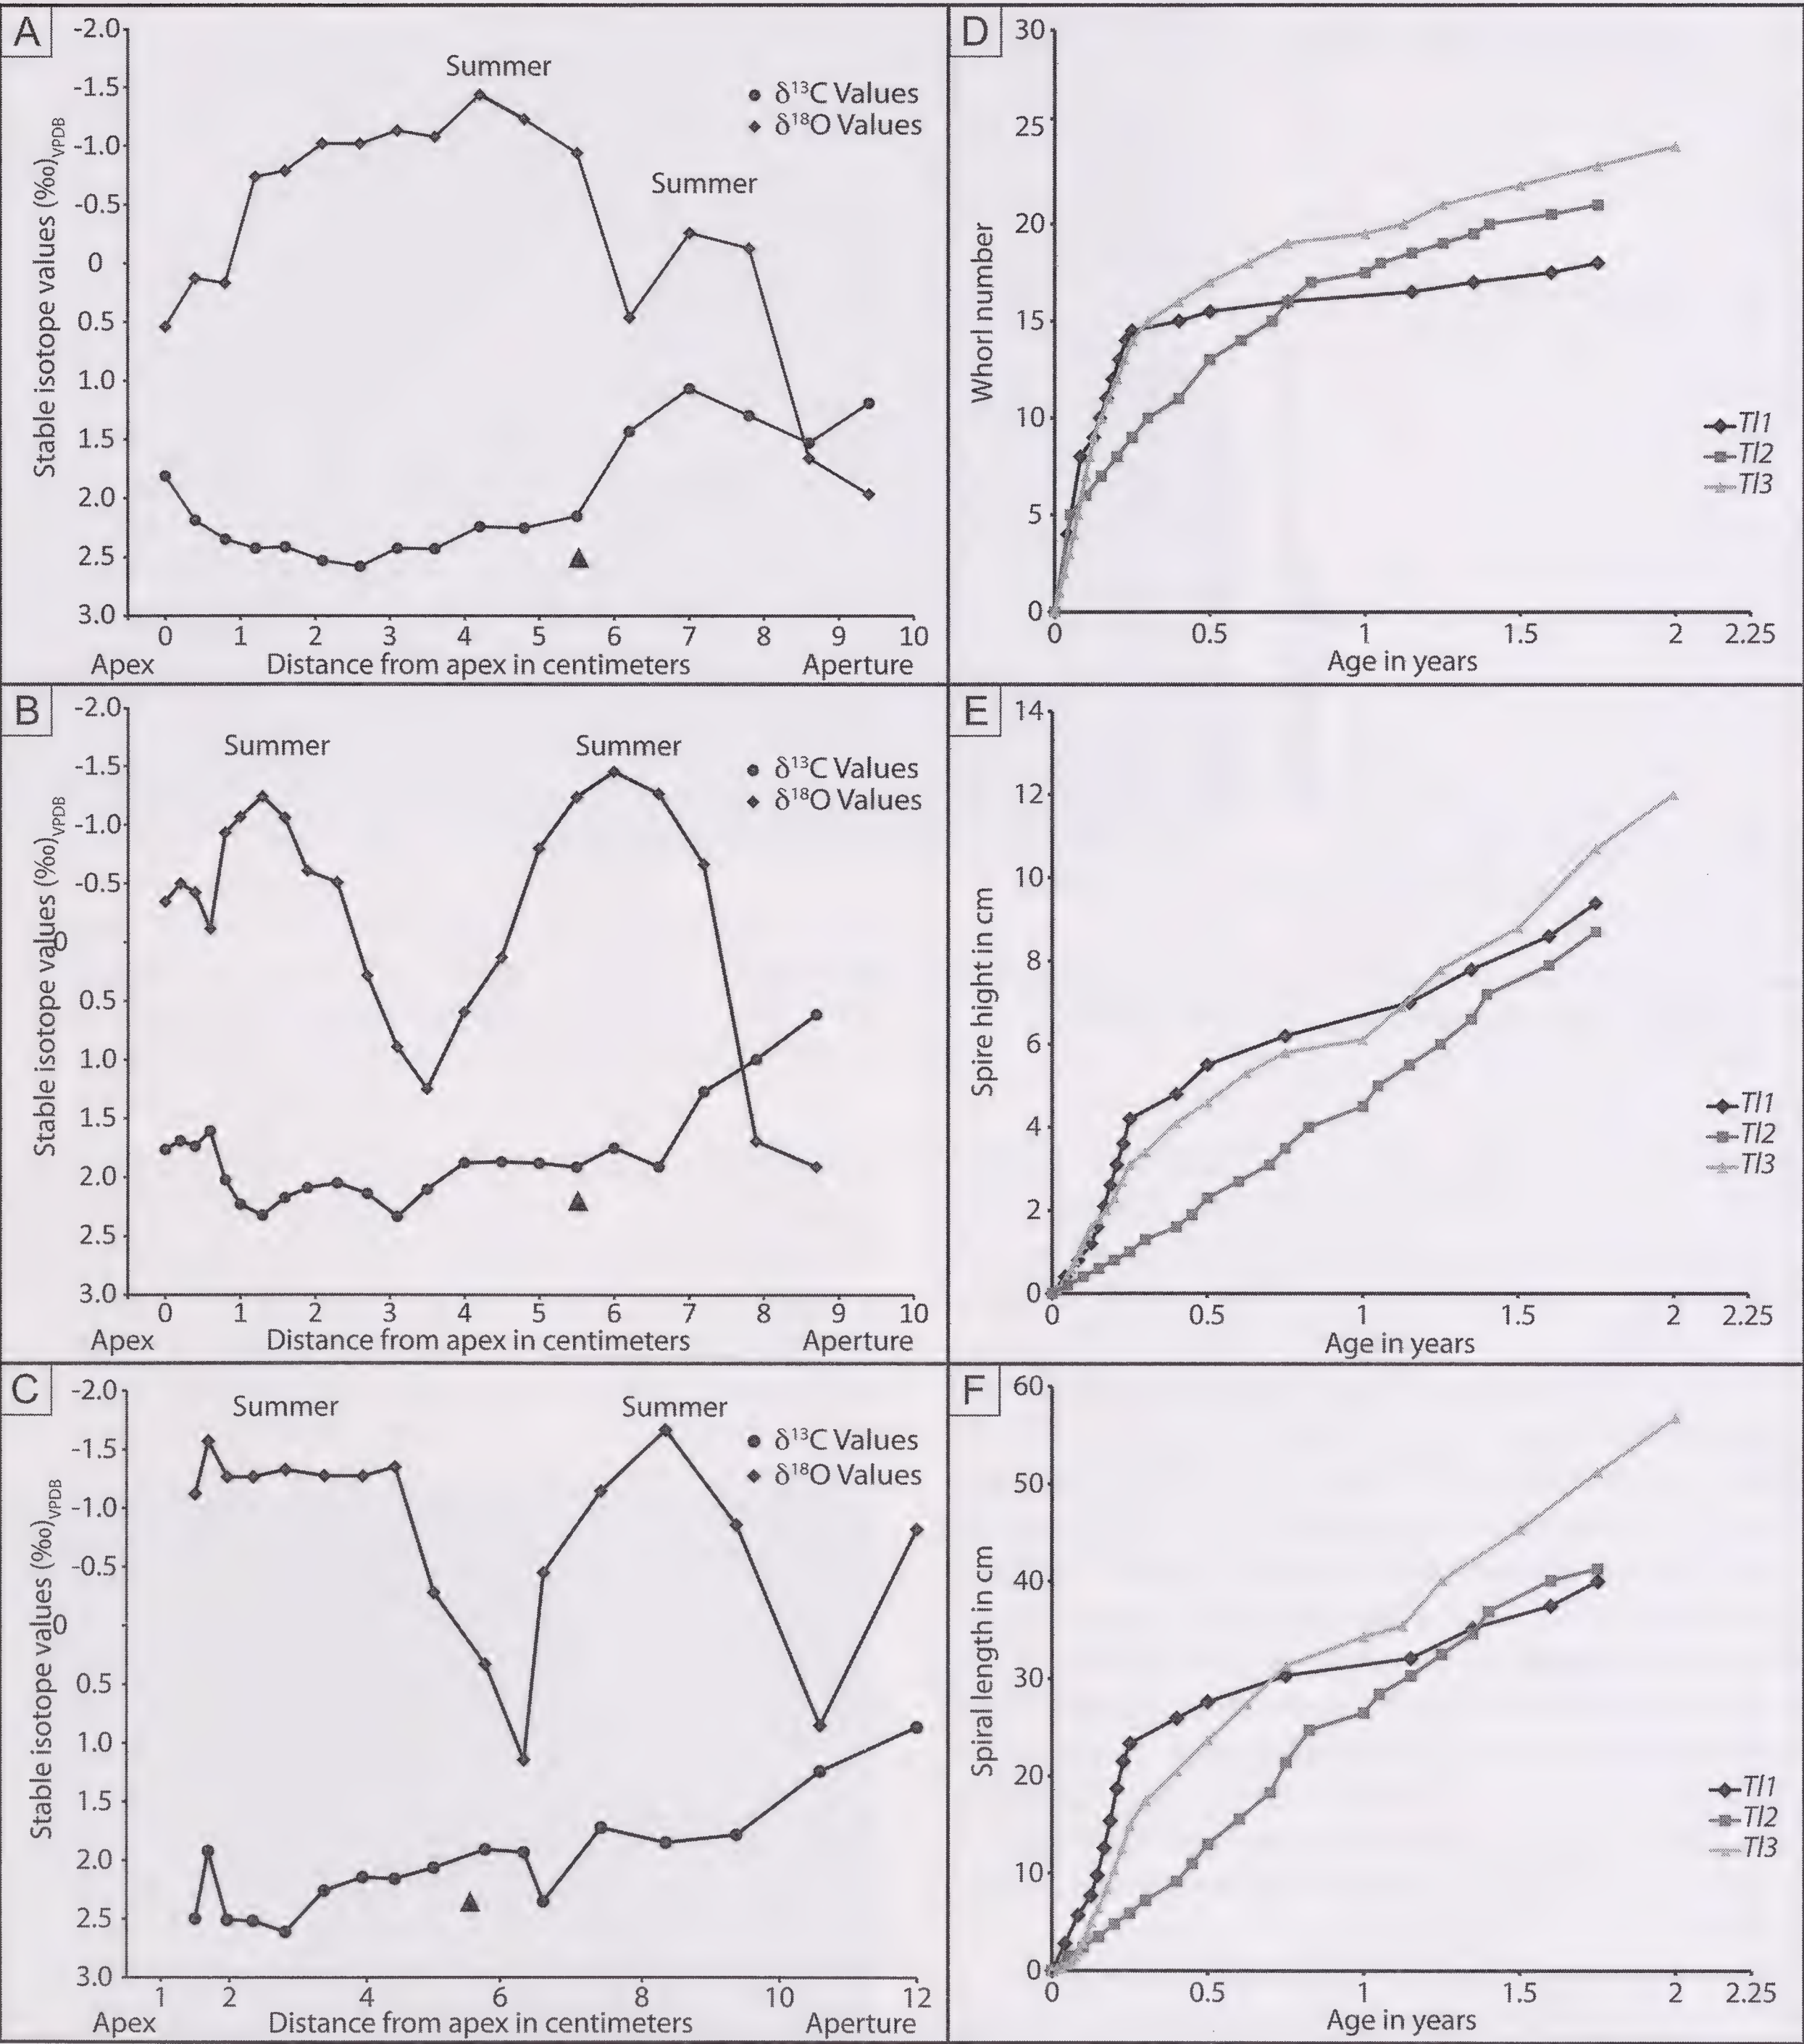 A
-2.0
-1.5
-1.0
-0.5
0
0.5
1.0
1.5
2.0
2.5
3.0
Stable isotope values (‰)VPDB
Summer
Summer
δ13C Values
δ18O Values
0 1 2 3 4 5 6 7 8 9 10
Apex Distance from apex in centimeters Aperture
B
-2.0
-1.5
-1.0
-0.5
0
0.5
1.0
1.5
2.0
2.5
3.0
Stable isotope values (‰)VPDB
Summer
Summer
δ13C Values
δ18O Values
0 1 2 3 4 5 6 7 8 9 10
Apex Distance from apex in centimeters Aperture
C
-2.0
-1.5
-1.0
-0.5
0
0.5
1.0
1.5
2.0
2.5
3.0
Stable isotope values (‰)VPDB
Summer
Summer
δ13C Values
δ18O Values
1 2 4 6 8 10 12
Apex Distance from apex in centimeters Aperture
D
30
25
20
15
10
5
0
Whorl number
Tl1
Tl2
Tl3
0 0.5 1 1.5 2 2.25
Age in years
E
14
12
10
8
6
4
2
0
Spire hight in cm
Tl1
Tl2
Tl3
0 0.5 1 1.5 2 2.25
Age in years
F
60
50
40
30
20
10
0
Spiral length in cm
Tl1
Tl2
Tl3
0 0.5 1 1.5 2 2.25
Age in years